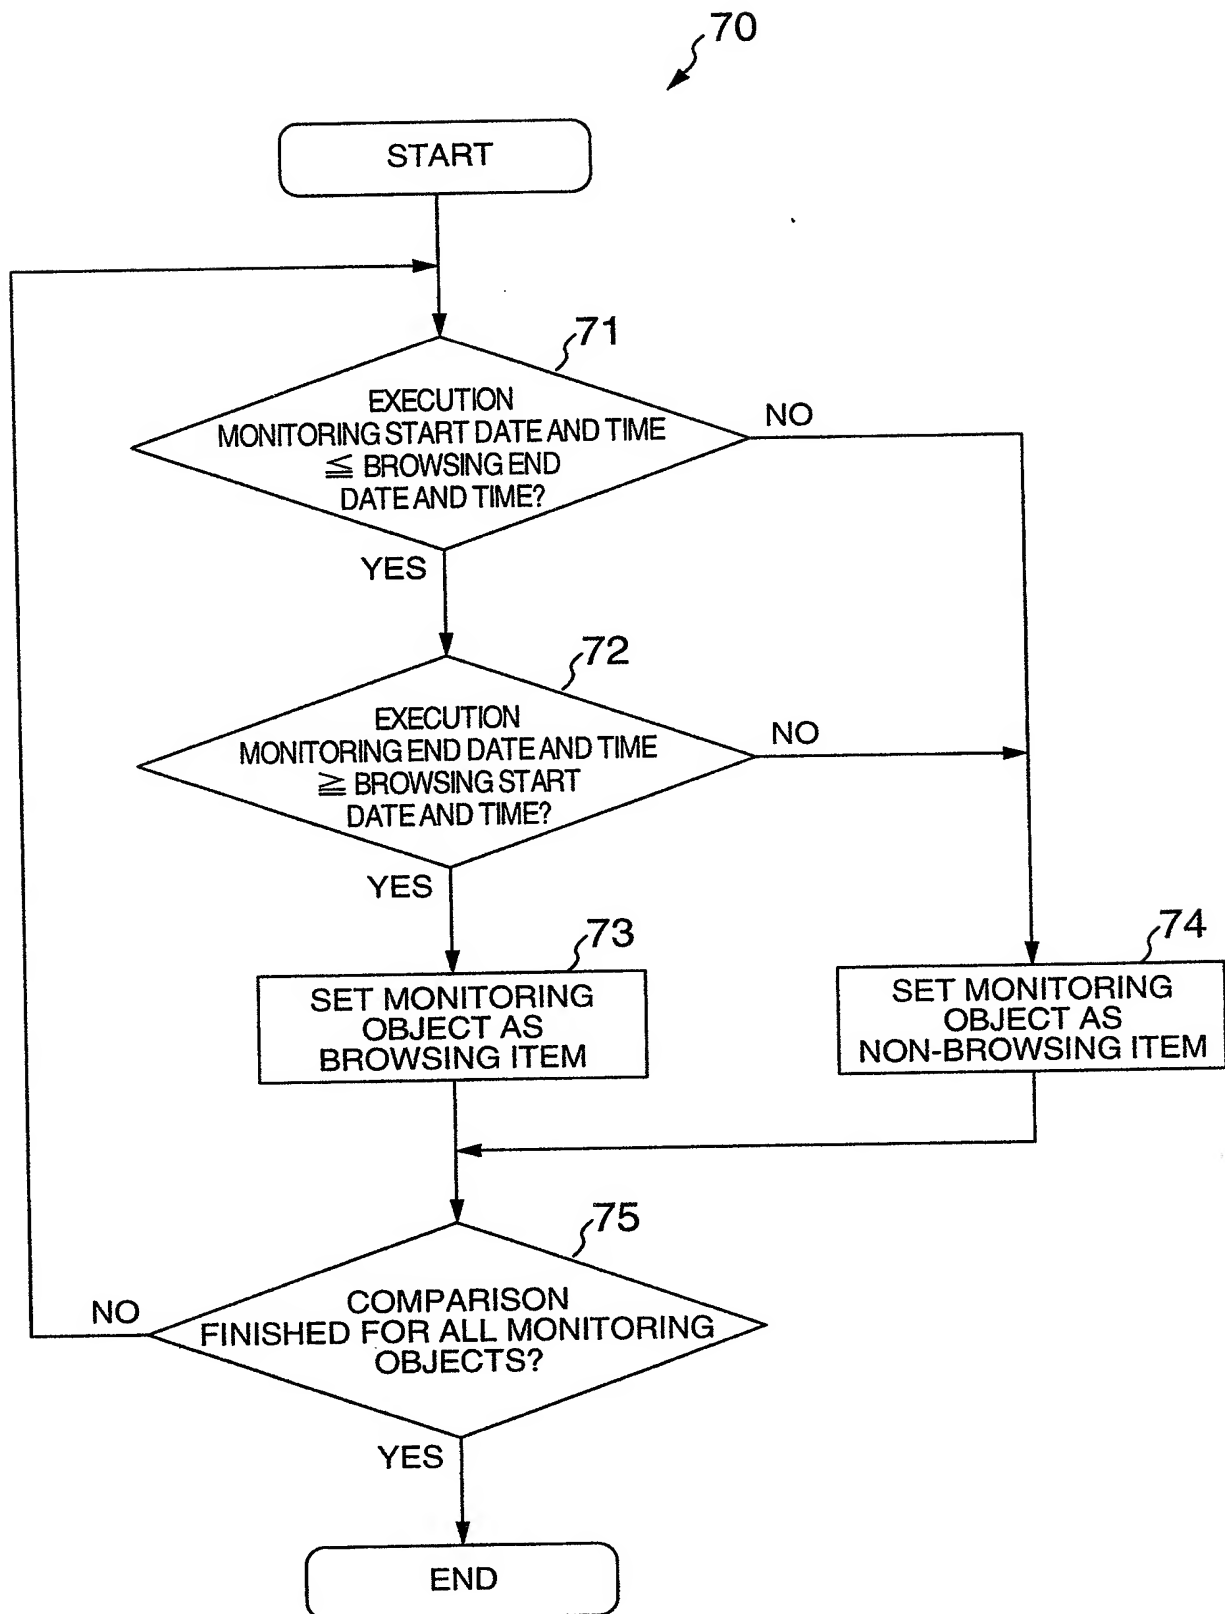 70
START
71
EXECUTION
MONITORING START DATE AND TIME
≦ BROWSING END
DATE AND TIME?
NO
YES
72
EXECUTION
MONITORING END DATE AND TIME
≧ BROWSING START
DATE AND TIME?
NO
YES
73
SET MONITORING
OBJECT AS
BROWSING ITEM
74
SET MONITORING
OBJECT AS
NON-BROWSING ITEM
75
COMPARISON
FINISHED FOR ALL MONITORING
OBJECTS?
NO
YES
END